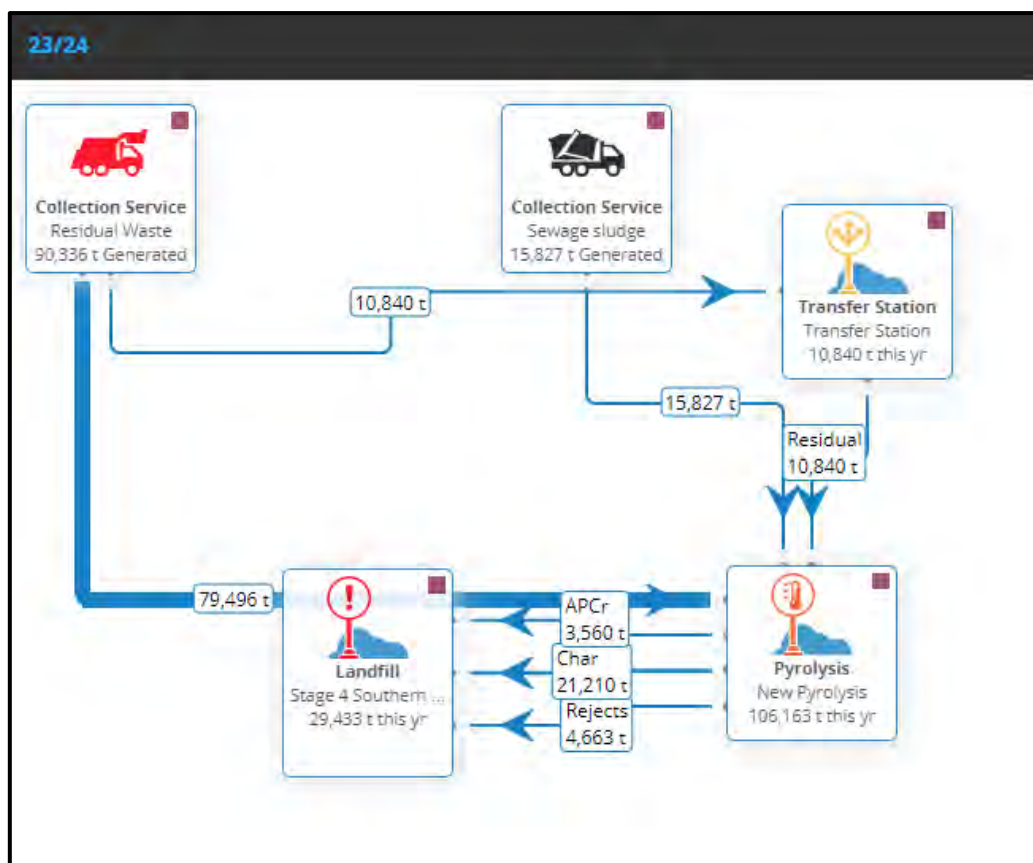 23/24
Collection Service
Residual Waste
90,336 t Generated
Collection Service
Sewage sludge
15,827 t Generated
10,840 t
Transfer Station
Transfer Station
10,840 t this yr
15,827 t
Residual
10,840 t
79,496 t
Landfill
Stage 4 Southern ...
29,433 t this yr
APCr
3,560 t
Char
21,210 t
Rejects
4,663 t
Pyrolysis
New Pyrolysis
106,163 t this yr